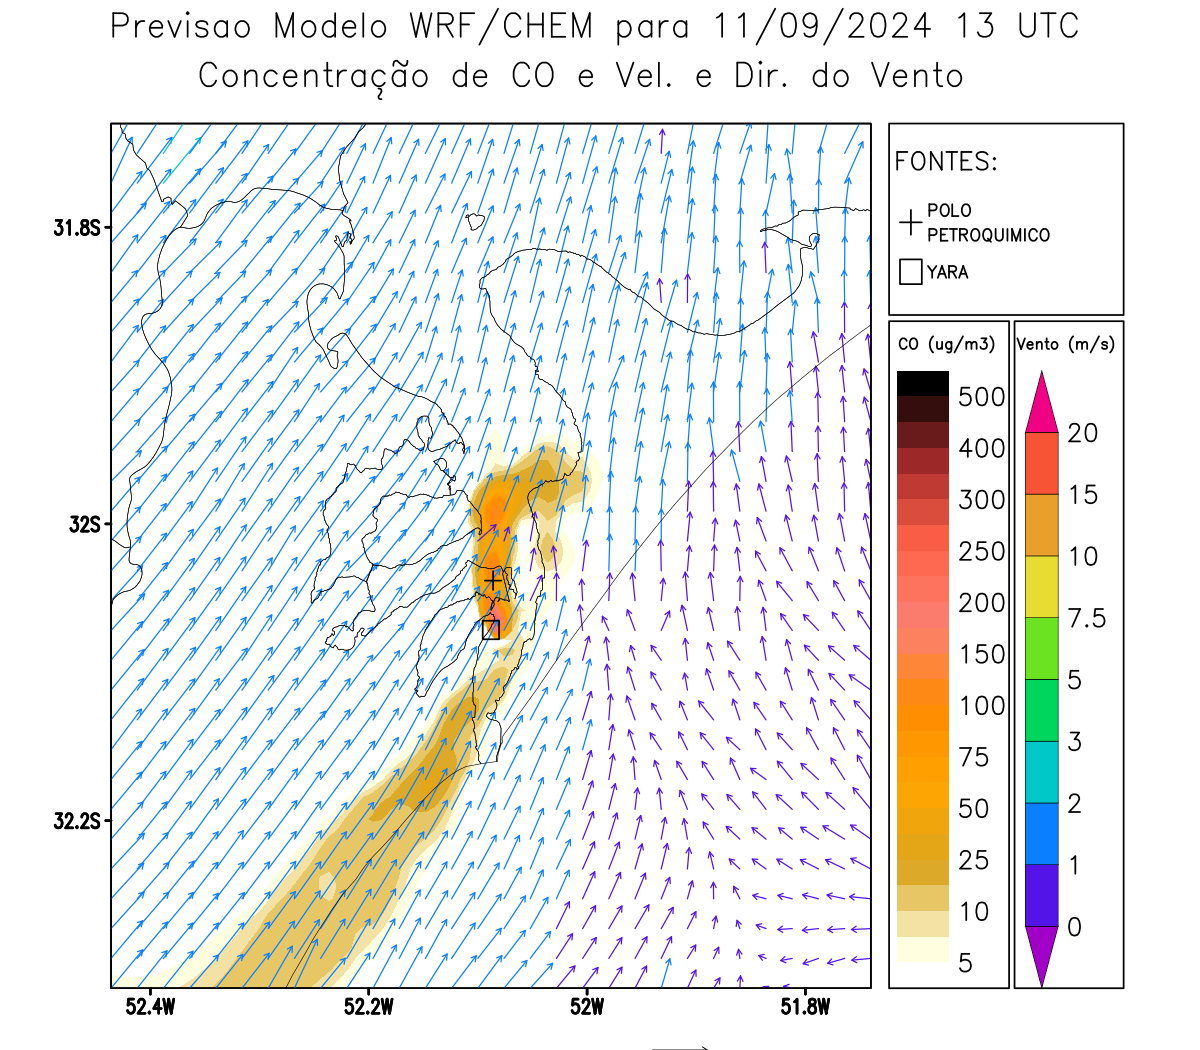 Previsao Modelo WRF/CHEM para 11/09/2024 13 UTC
Concentração de CO e Vel. e Dir. do Vento
FONTES:
POLO
PETROQUIMICO
YARA
CO (ug/m3)
500
400
300
250
200
150
100
75
50
25
10
5
Vento (m/s)
20
15
10
7.5
5
3
2
1
0
31.8S
32S
32.2S
52.4W
52.2W
52W
51.8W